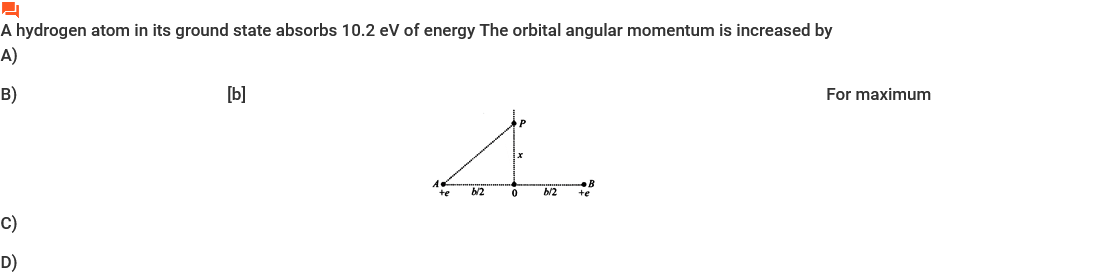 A hydrogen atom in its ground state absorbs 10.2 eV of energy The orbital angular momentum is increased by
A)
B) [b] For maximum
P
x
A B
+e b/2 0 b/2 +e
C)
D)